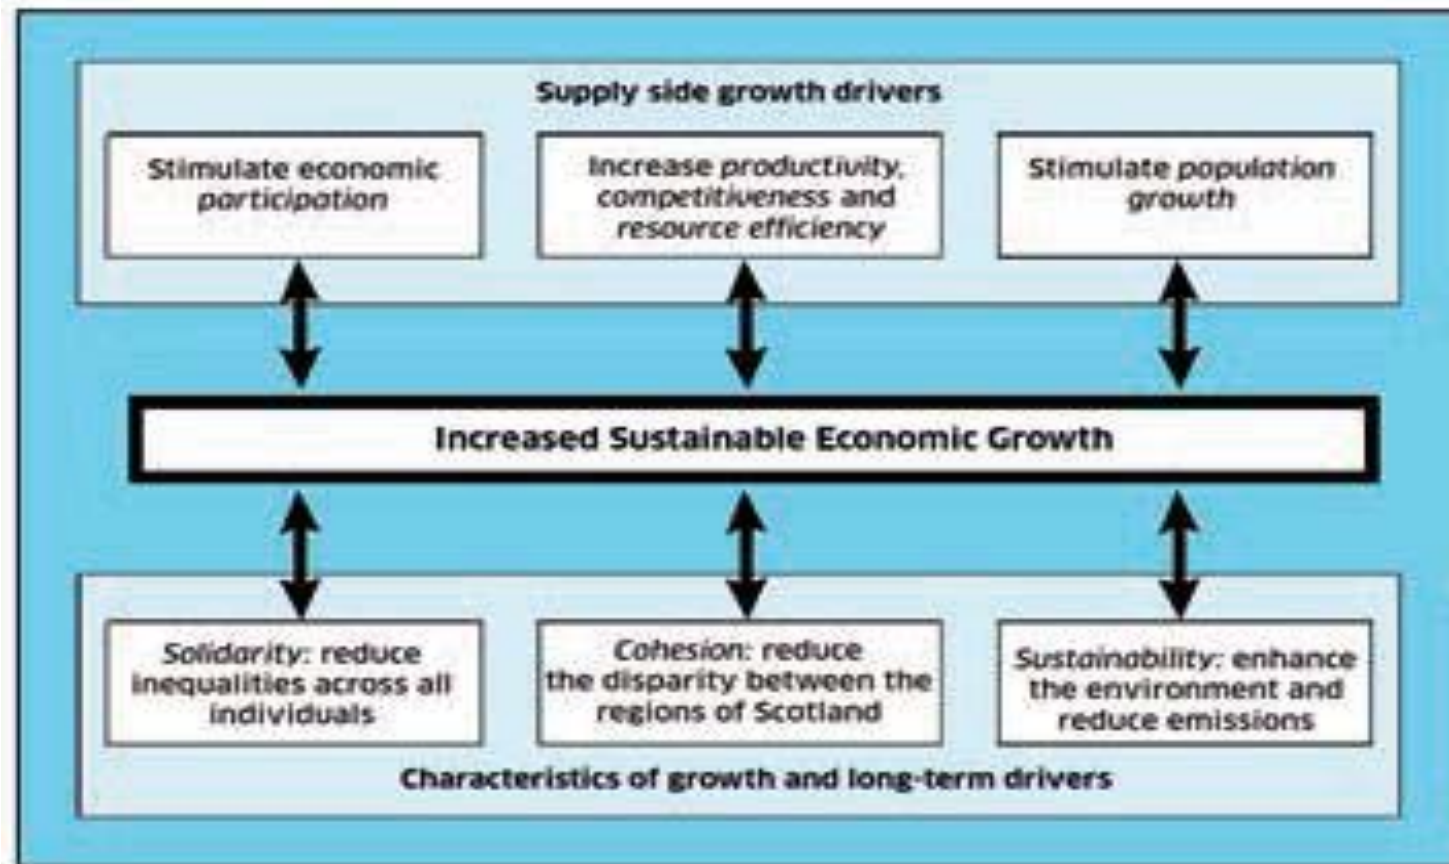 Supply side growth drivers
Stimulate economic
participation
Increase productivity,
competitiveness and
resource efficiency
Stimulate population
growth
Increased Sustainable Economic Growth
Solidarity: reduce
inequalities across all
individuals
Cohesion: reduce
the disparity between the
regions of Scotland
Sustainability: enhance
the environment and
reduce emissions
Characteristics of growth and long-term drivers